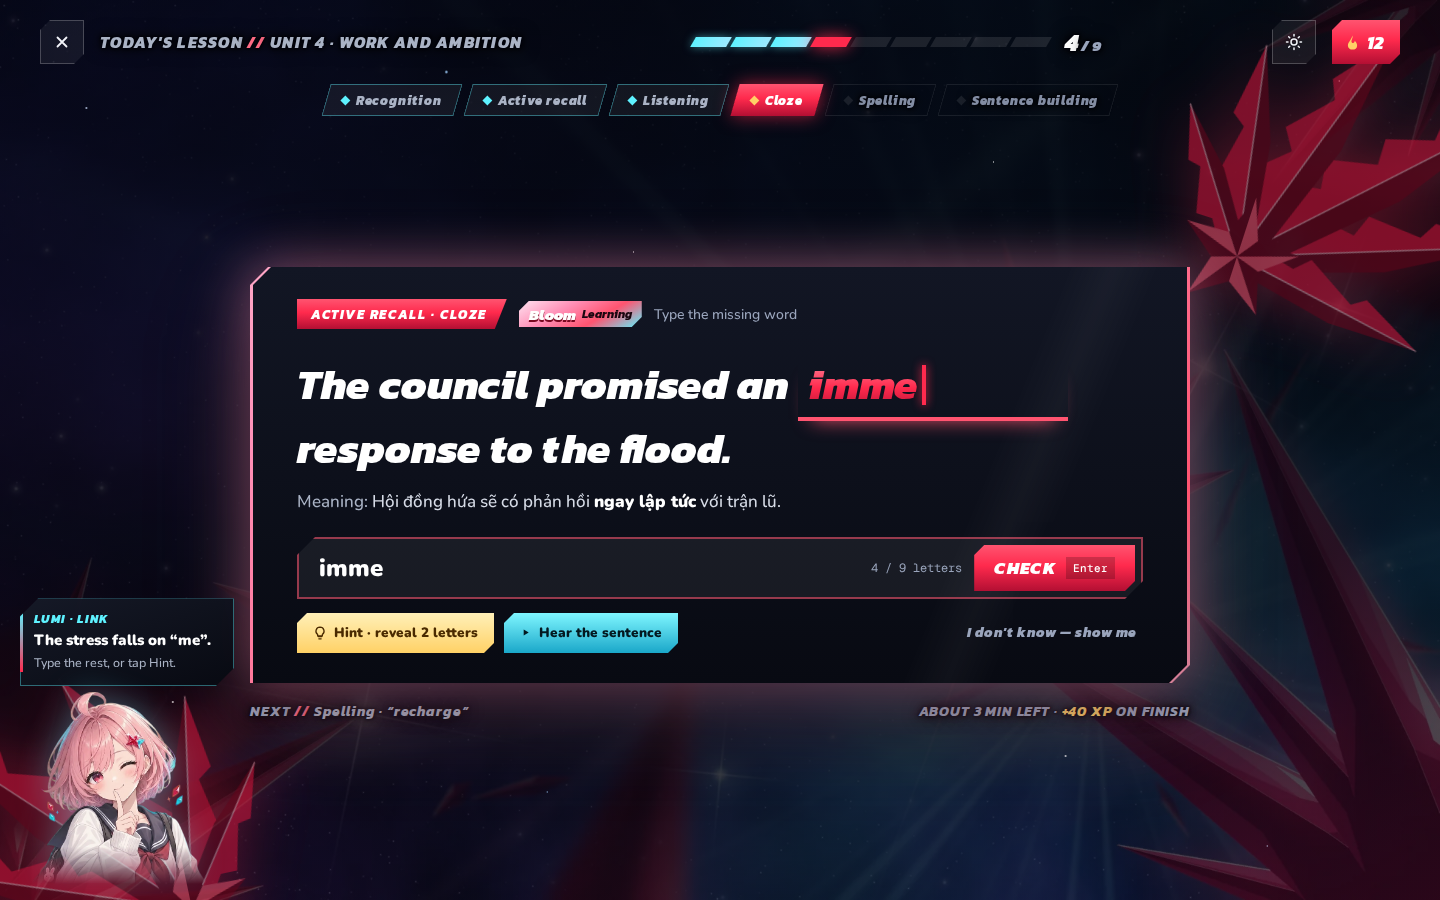 TODAY'S LESSON // UNIT 4 · WORK AND AMBITION
4 / 9
12
Recognition
Active recall
Listening
Cloze
Spelling
Sentence building
ACTIVE RECALL · CLOZE
Bloom Learning
Type the missing word
The council promised an imme
response to the flood.
Meaning: Hội đồng hứa sẽ có phản hồi ngay lập tức với trận lũ.
imme
4 / 9 letters
CHECK Enter
Hint · reveal 2 letters
Hear the sentence
I don't know — show me
LUMI · LINK
The stress falls on “me”.
Type the rest, or tap Hint.
NEXT // Spelling · "recharge"
ABOUT 3 MIN LEFT · +40 XP ON FINISH